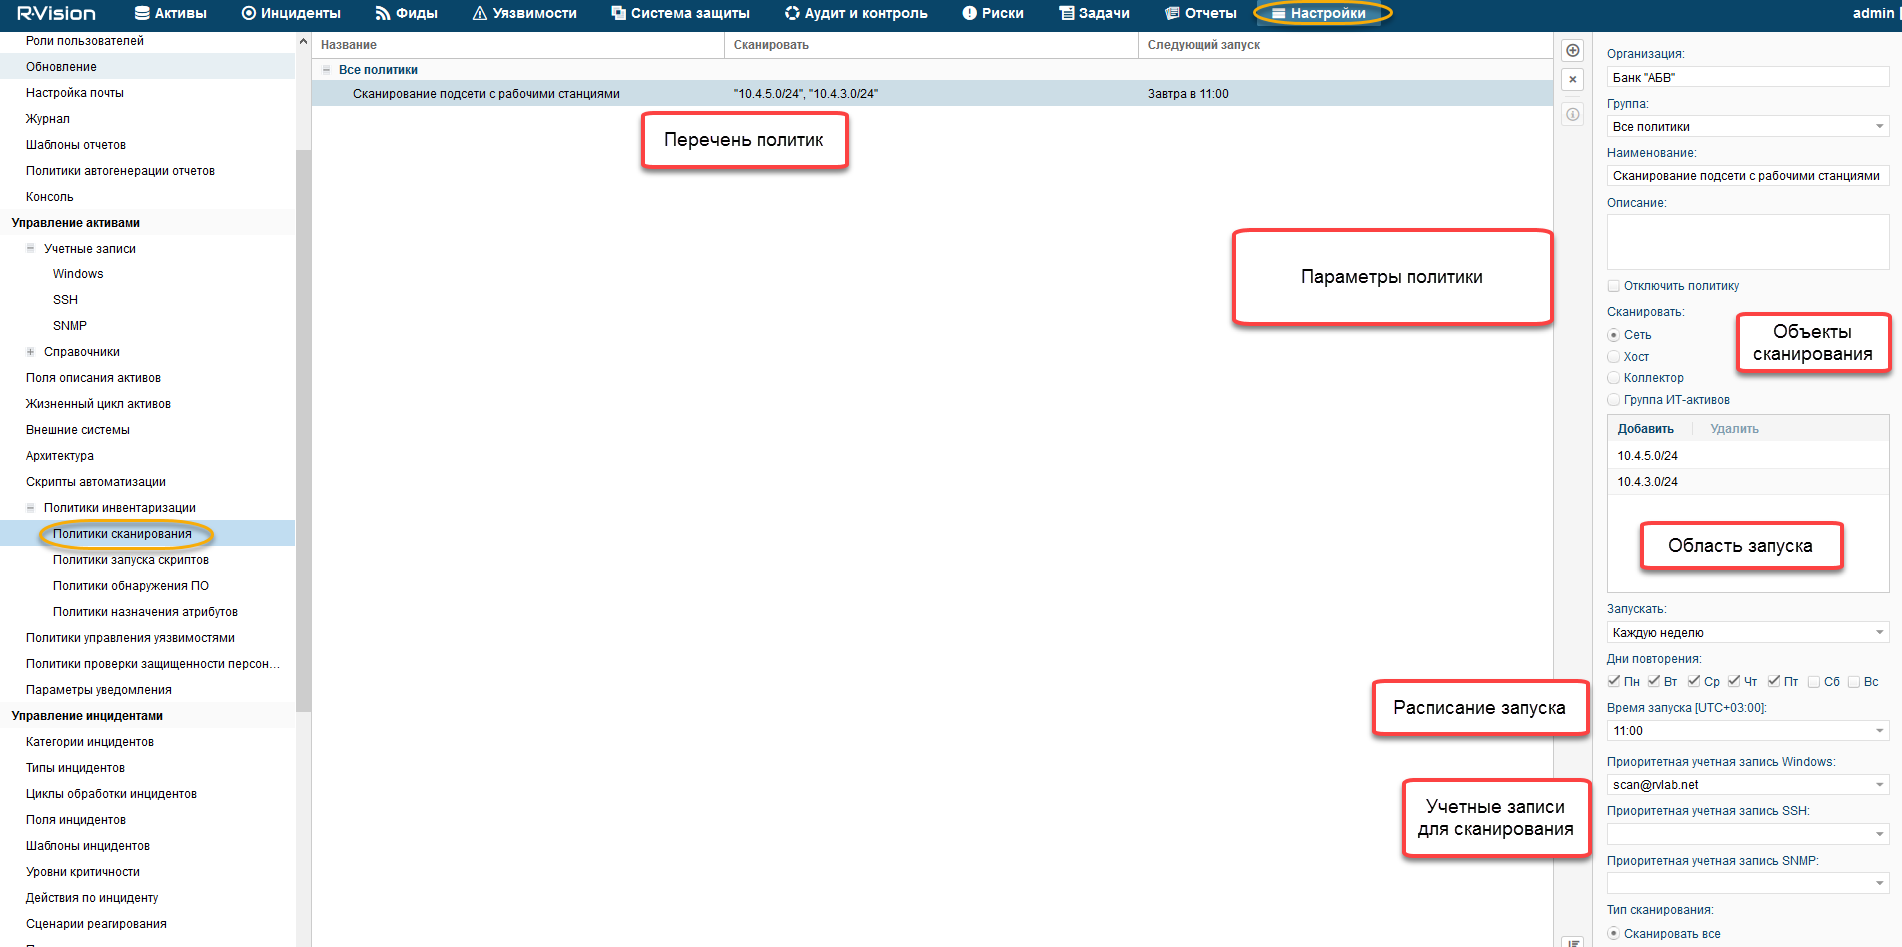 R·Vision
Активы
Инциденты
Фиды
Уязвимости
Система защиты
Аудит и контроль
Риски
Задачи
Отчеты
Настройки
admin
Роли пользователей
Обновление
Настройка почты
Журнал
Шаблоны отчетов
Политики автогенерации отчетов
Консоль
Управление активами
Учетные записи
Windows
SSH
SNMP
Справочники
Поля описания активов
Жизненный цикл активов
Внешние системы
Архитектура
Скрипты автоматизации
Политики инвентаризации
Политики сканирования
Политики запуска скриптов
Политики обнаружения ПО
Политики назначения атрибутов
Политики управления уязвимостями
Политики проверки защищенности персон...
Параметры уведомления
Управление инцидентами
Категории инцидентов
Типы инцидентов
Циклы обработки инцидентов
Поля инцидентов
Шаблоны инцидентов
Уровни критичности
Действия по инциденту
Сценарии реагирования
Название
Сканировать
Следующий запуск
Все политики
Сканирование подсети с рабочими станциями
"10.4.5.0/24", "10.4.3.0/24"
Завтра в 11:00
Перечень политик
Параметры политики
Расписание запуска
Учетные записи
для сканирования
Организация:
Банк "АБВ"
Группа:
Все политики
Наименование:
Сканирование подсети с рабочими станциями
Описание:
Отключить политику
Сканировать:
Сеть
Хост
Коллектор
Группа ИТ-активов
Объекты
сканирования
Добавить
Удалить
10.4.5.0/24
10.4.3.0/24
Область запуска
Запускать:
Каждую неделю
Дни повторения:
Пн Вт Ср Чт Пт Сб Вс
Время запуска [UTC+03:00]:
11:00
Приоритетная учетная запись Windows:
scan@rvlab.net
Приоритетная учетная запись SSH:
Приоритетная учетная запись SNMP:
Тип сканирования:
Сканировать все